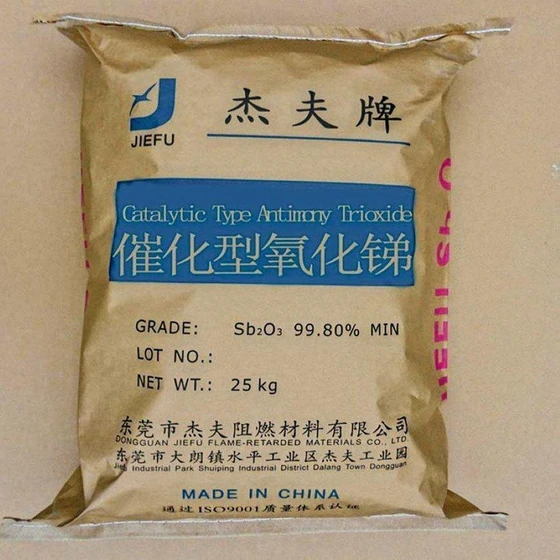 杰夫牌
JIEFU
Catalytic Type Antimony Trioxide
催化型氧化锑
GRADE: Sb₂O₃ 99.80% MIN
LOT NO.:
NET WT.: 25 kg
东莞市杰夫阻燃材料有限公司
DONGGUAN JIEFU FLAME-RETARDED MATERIALS CO., LTD.
东莞市大朗镇水平工业区杰夫工业园
Industrial Park Shuiping Industrial District Dalang Town Dongguan
MADE IN CHINA
通过ISO9001质量体系认证
JIEFU Sb₂O